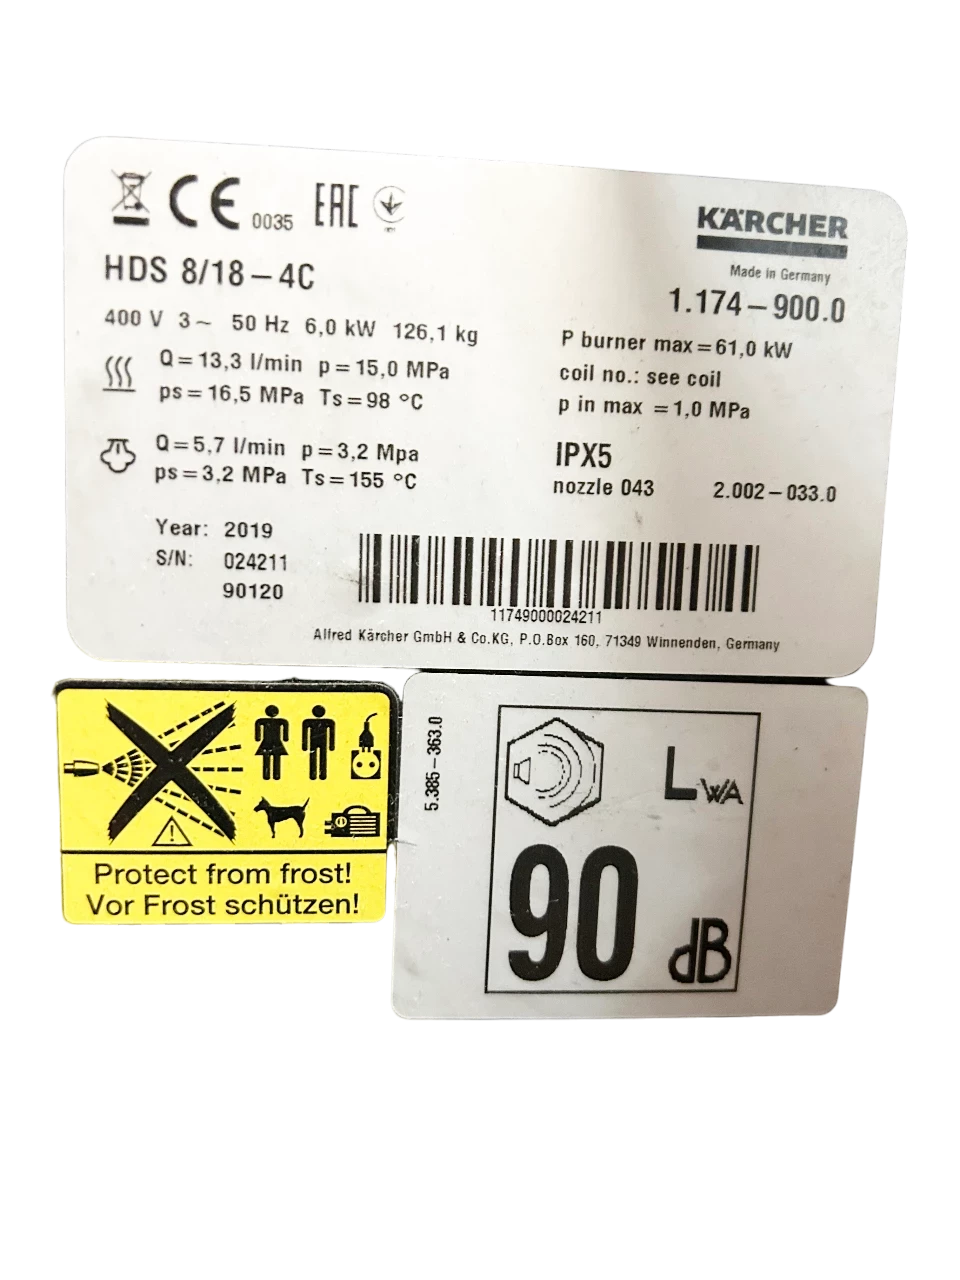 CE 0035 EAC
KÄRCHER
Made in Germany
HDS 8/18-4C
1.174-900.0
400 V 3~ 50 Hz 6,0 kW 126,1 kg
P burner max=61,0 kW
Q=13,3 l/min p=15,0 MPa
coil no.: see coil
ps=16,5 MPa Ts=98 °C
p in max =1,0 MPa
Q=5,7 l/min p=3,2 Mpa
IPX5
ps=3,2 MPa Ts=155 °C
nozzle 043 2.002-033.0
Year: 2019
S/N: 024211
90120
11749000024211
Alfred Kärcher GmbH & Co.KG, P.O.Box 160, 71349 Winnenden, Germany
Protect from frost!
Vor Frost schützen!
5.385-363.0
LWA
90 dB